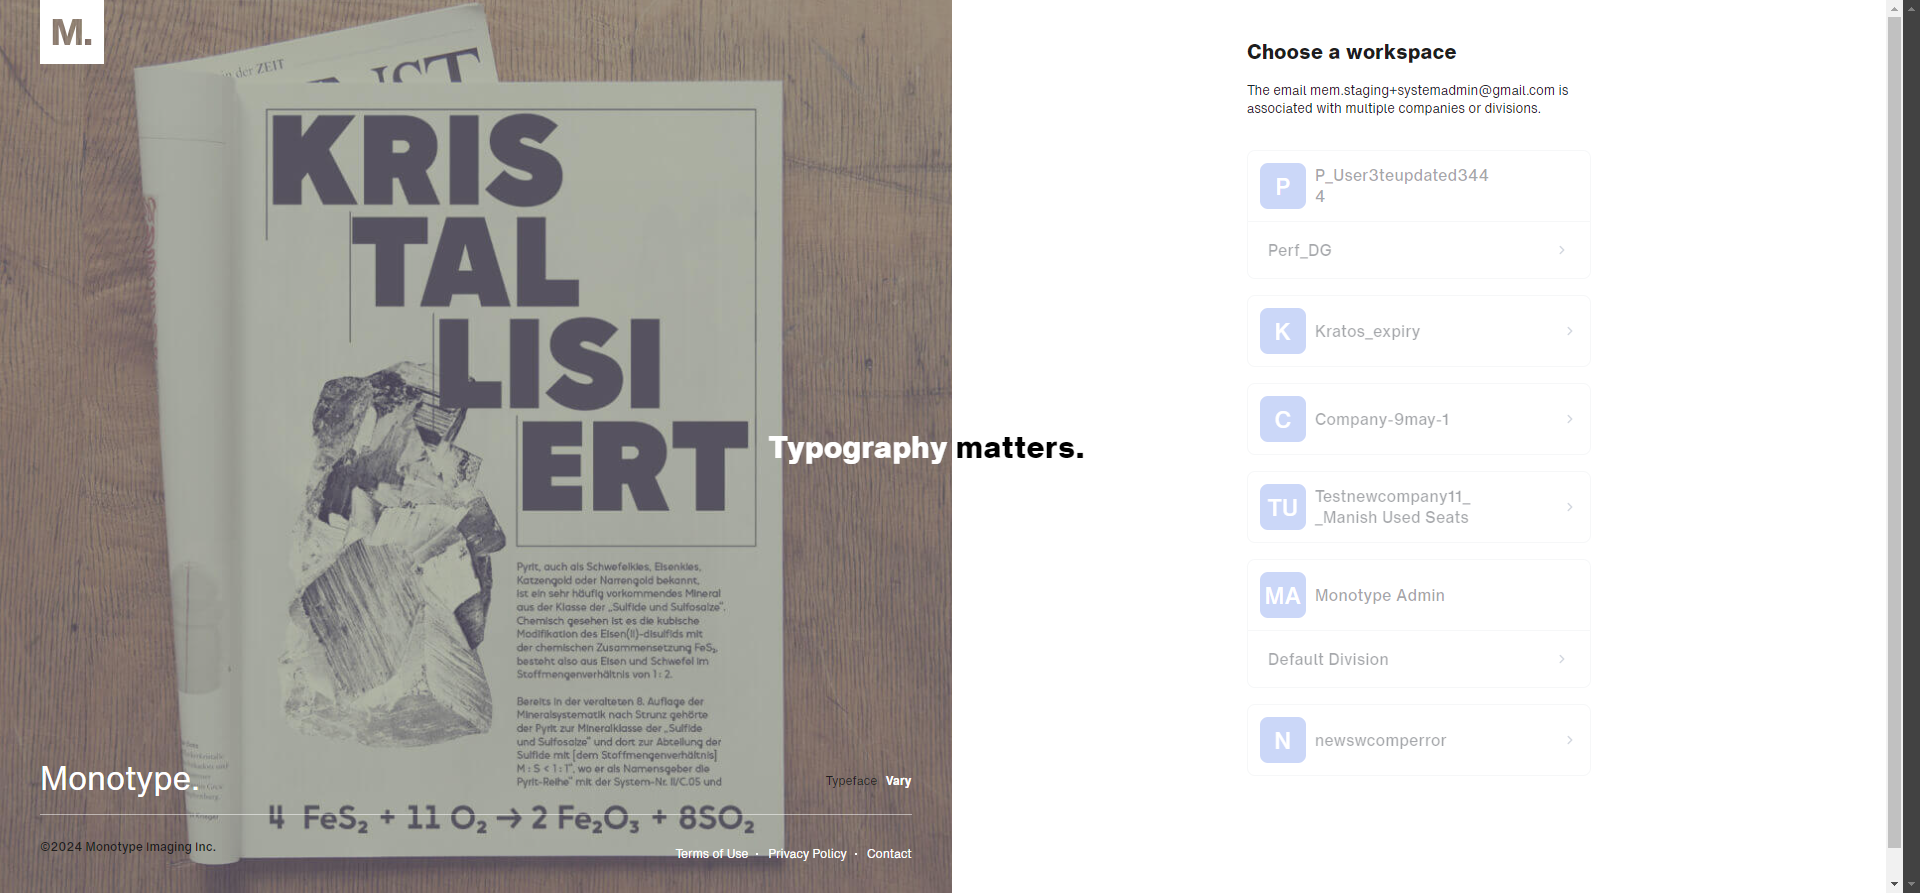 M.
in der ZEIT
KRIS
TAL
LISI
ERT
Pyrit, auch als Schwefelkies, Eisenkies,
Katzengold oder Narrengold bekannt,
ist ein sehr häufig vorkommendes Mineral
aus der Klasse der „Sulfide und Sulfosalze“.
Chemisch gesehen ist es die kubische
Modifikation des Eisen(II)-disulfids mit
der chemischen Zusammensetzung FeS₂,
besteht also aus Eisen und Schwefel im
Stoffmengenverhältnis von 1 : 2.
Bereits in der veralteten 8. Auflage der
Mineralsystematik nach Strunz gehörte
der Pyrit zur Mineralklasse der „Sulfide
und Sulfosalze“ und dort zur Abteilung der
Sulfide mit [dem Stoffmengenverhältnis]
M : S < 1 : 1“, wo er als Namensgeber die
Pyrit-Reihe“ mit der System-Nr. II/C.05 und
4 FeS₂ + 11 O₂ → 2 Fe₂O₃ + 8SO₂
Typography matters.
Monotype.
Typeface Vary
©2024 Monotype Imaging Inc.
Terms of Use · Privacy Policy · Contact
Choose a workspace
The email mem.staging+systemadmin@gmail.com is
associated with multiple companies or divisions.
P
P_User3teupdated344
4
Perf_DG
K
Kratos_expiry
C
Company-9may-1
TU
Testnewcompany11_
_Manish Used Seats
MA
Monotype Admin
Default Division
N
newswcomperror